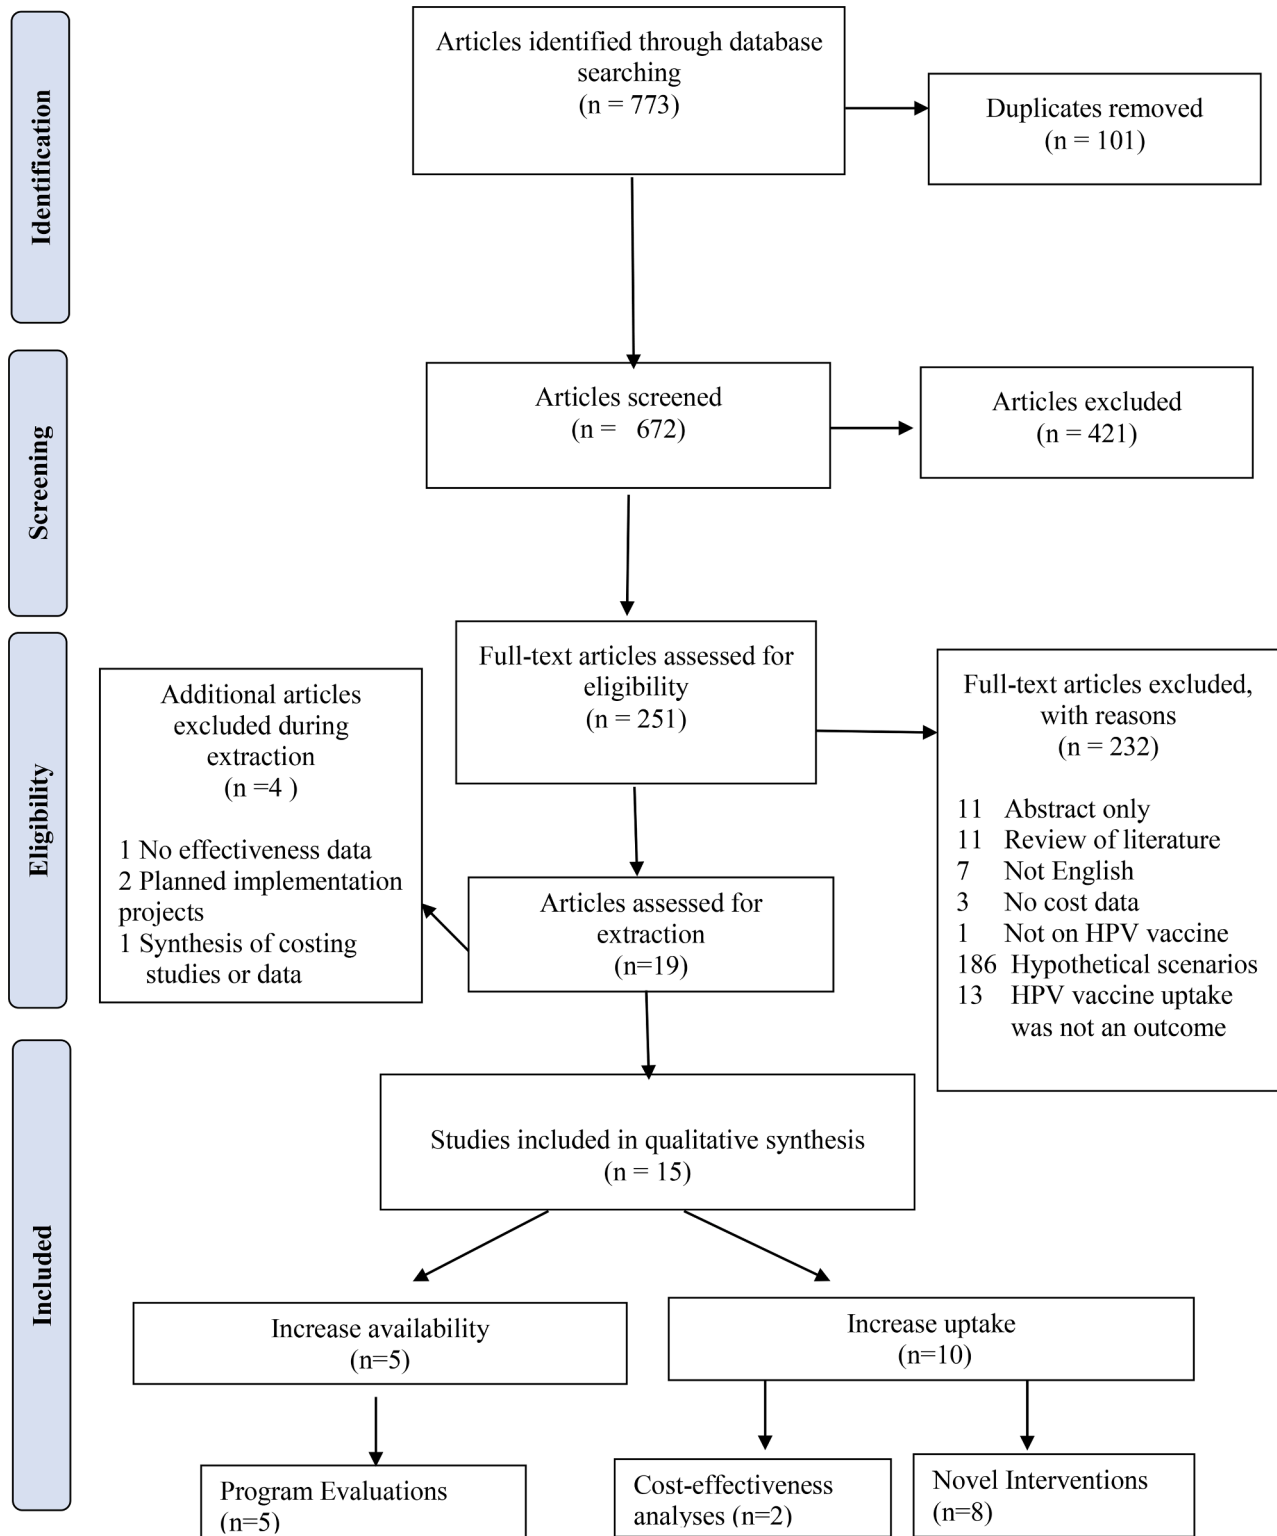 Identification
Articles identified through database
searching
(n = 773)
Duplicates removed
(n = 101)
Screening
Articles screened
(n = 672)
Articles excluded
(n = 421)
Eligibility
Full-text articles assessed for
eligibility
(n = 251)
Full-text articles excluded,
with reasons
(n = 232)
11 Abstract only
11 Review of literature
7 Not English
3 No cost data
1 Not on HPV vaccine
186 Hypothetical scenarios
13 HPV vaccine uptake
was not an outcome
Additional articles
excluded during
extraction
(n =4 )
1 No effectiveness data
2 Planned implementation
projects
1 Synthesis of costing
studies or data
Articles assessed for
extraction
(n=19)
Included
Studies included in qualitative synthesis
(n = 15)
Increase availability
(n=5)
Increase uptake
(n=10)
Program Evaluations
(n=5)
Cost-effectiveness
analyses (n=2)
Novel Interventions
(n=8)